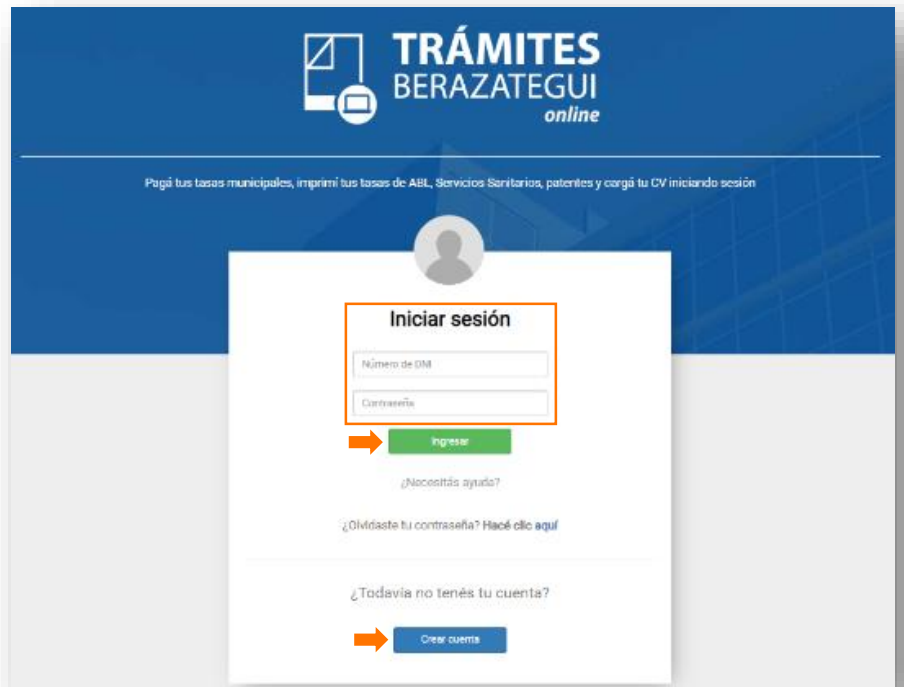 TRÁMITES
BERAZATEGUI
online
Pagá tus tasas municipales, imprimí tus tasas de ABL, Servicios Sanitarios, patentes y cargá tu CV iniciando sesión
Iniciar sesión
Número de DNI
Contraseña
Ingresar
¿Necesitás ayuda?
¿Olvidaste tu contraseña? Hacé clic aquí
¿Todavía no tenés tu cuenta?
Crear cuenta